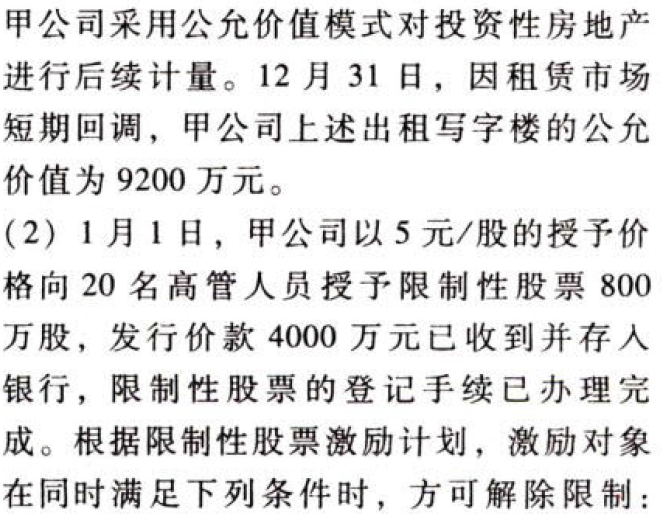 甲公司采用公允价值模式对投资性房地产
进行后续计量。12 月 31 日，因租赁市场
短期回调，甲公司上述出租写字楼的公允
价值为 9200 万元。
(2) 1 月 1 日，甲公司以 5 元/股的授予价
格向 20 名高管人员授予限制性股票 800
万股，发行价款 4000 万元已收到并存入
银行，限制性股票的登记手续已办理完
成。根据限制性股票激励计划，激励对象
在同时满足下列条件时，方可解除限制：